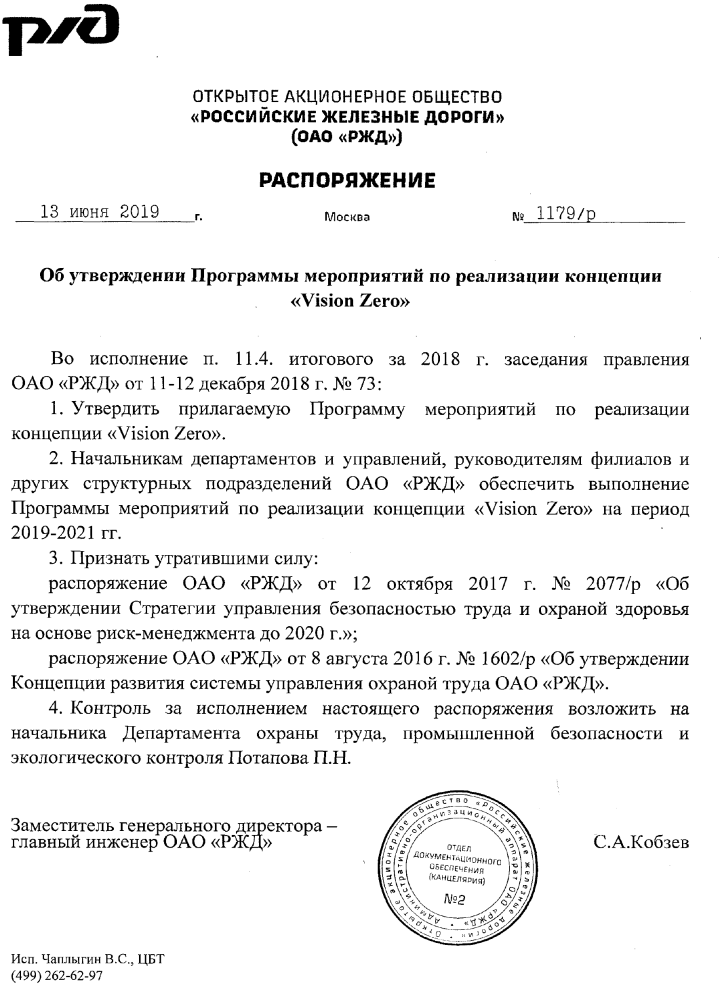 ржд
ОТКРЫТОЕ АКЦИОНЕРНОЕ ОБЩЕСТВО
«РОССИЙСКИЕ ЖЕЛЕЗНЫЕ ДОРОГИ»
(ОАО «РЖД»)
РАСПОРЯЖЕНИЕ
13 июня 2019 г. Москва № 1179/р
Об утверждении Программы мероприятий по реализации концепции
«Vision Zero»
Во исполнение п. 11.4. итогового за 2018 г. заседания правления
ОАО «РЖД» от 11-12 декабря 2018 г. № 73:
1. Утвердить прилагаемую Программу мероприятий по реализации
концепции «Vision Zero».
2. Начальникам департаментов и управлений, руководителям филиалов и
других структурных подразделений ОАО «РЖД» обеспечить выполнение
Программы мероприятий по реализации концепции «Vision Zero» на период
2019-2021 гг.
3. Признать утратившими силу:
распоряжение ОАО «РЖД» от 12 октября 2017 г. № 2077/р «Об
утверждении Стратегии управления безопасностью труда и охраной здоровья
на основе риск-менеджмента до 2020 г.»;
распоряжение ОАО «РЖД» от 8 августа 2016 г. № 1602/р «Об утверждении
Концепции развития системы управления охраной труда ОАО «РЖД».
4. Контроль за исполнением настоящего распоряжения возложить на
начальника Департамента охраны труда, промышленной безопасности и
экологического контроля Потапова П.Н.
Заместитель генерального директора –
главный инженер ОАО «РЖД»
С.А.Кобзев
Открытое акционерное общество «Российские железные дороги»
Административно-организационный аппарат ОАО «РЖД»
ОТДЕЛ
ДОКУМЕНТАЦИОННОГО
ОБЕСПЕЧЕНИЯ
(КАНЦЕЛЯРИЯ)
№2
Исп. Чаплыгин В.С., ЦБТ
(499) 262-62-97